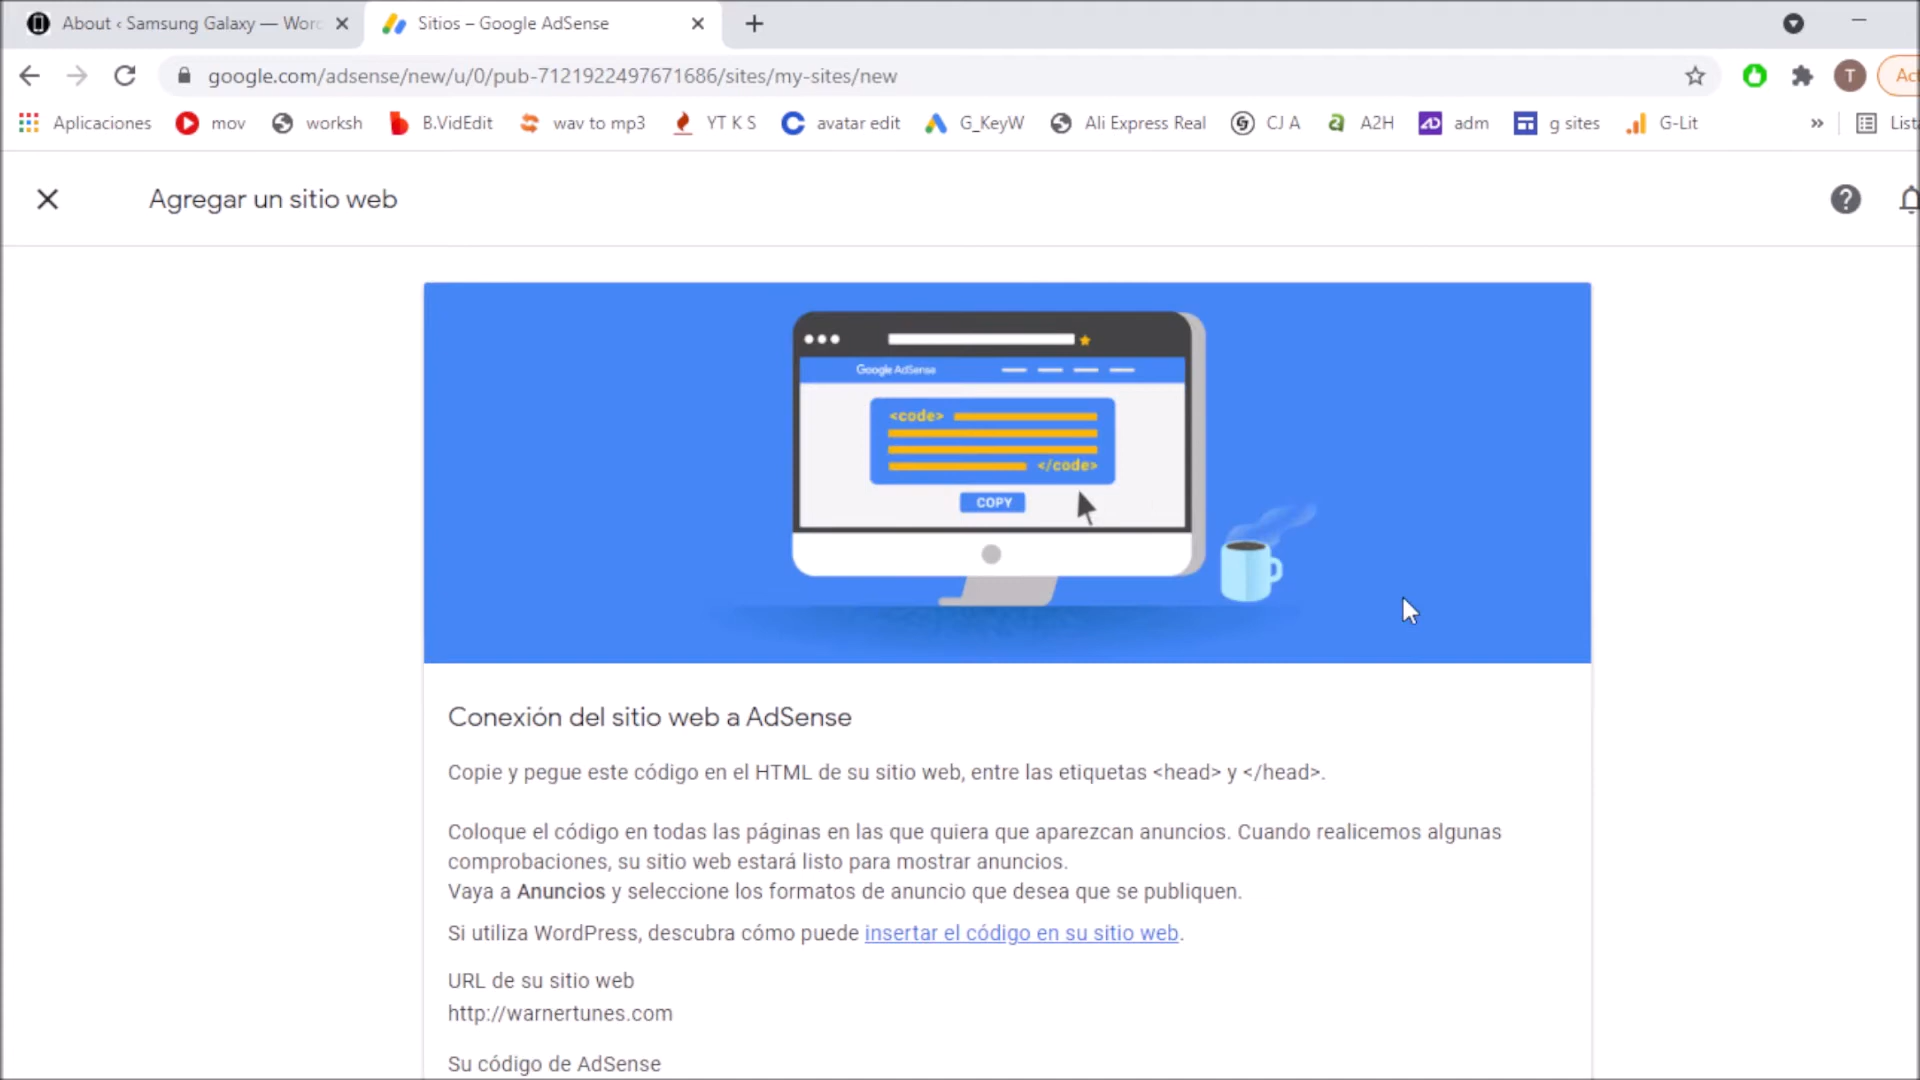 About ‹ Samsung Galaxy — Word
Sitios – Google AdSense
google.com/adsense/new/u/0/pub-7121922497671686/sites/my-sites/new
T
Act
Aplicaciones
mov
worksh
B.VidEdit
wav to mp3
YT K S
avatar edit
G_KeyW
Ali Express Real
CJ A
A2H
adm
g sites
G-Lit
»
List
Agregar un sitio web
Google AdSense
<code>
</code>
COPY
Conexión del sitio web a AdSense
Copie y pegue este código en el HTML de su sitio web, entre las etiquetas <head> y </head>.
Coloque el código en todas las páginas en las que quiera que aparezcan anuncios. Cuando realicemos algunas
comprobaciones, su sitio web estará listo para mostrar anuncios.
Vaya a Anuncios y seleccione los formatos de anuncio que desea que se publiquen.
Si utiliza WordPress, descubra cómo puede insertar el código en su sitio web.
URL de su sitio web
http://warnertunes.com
Su código de AdSense